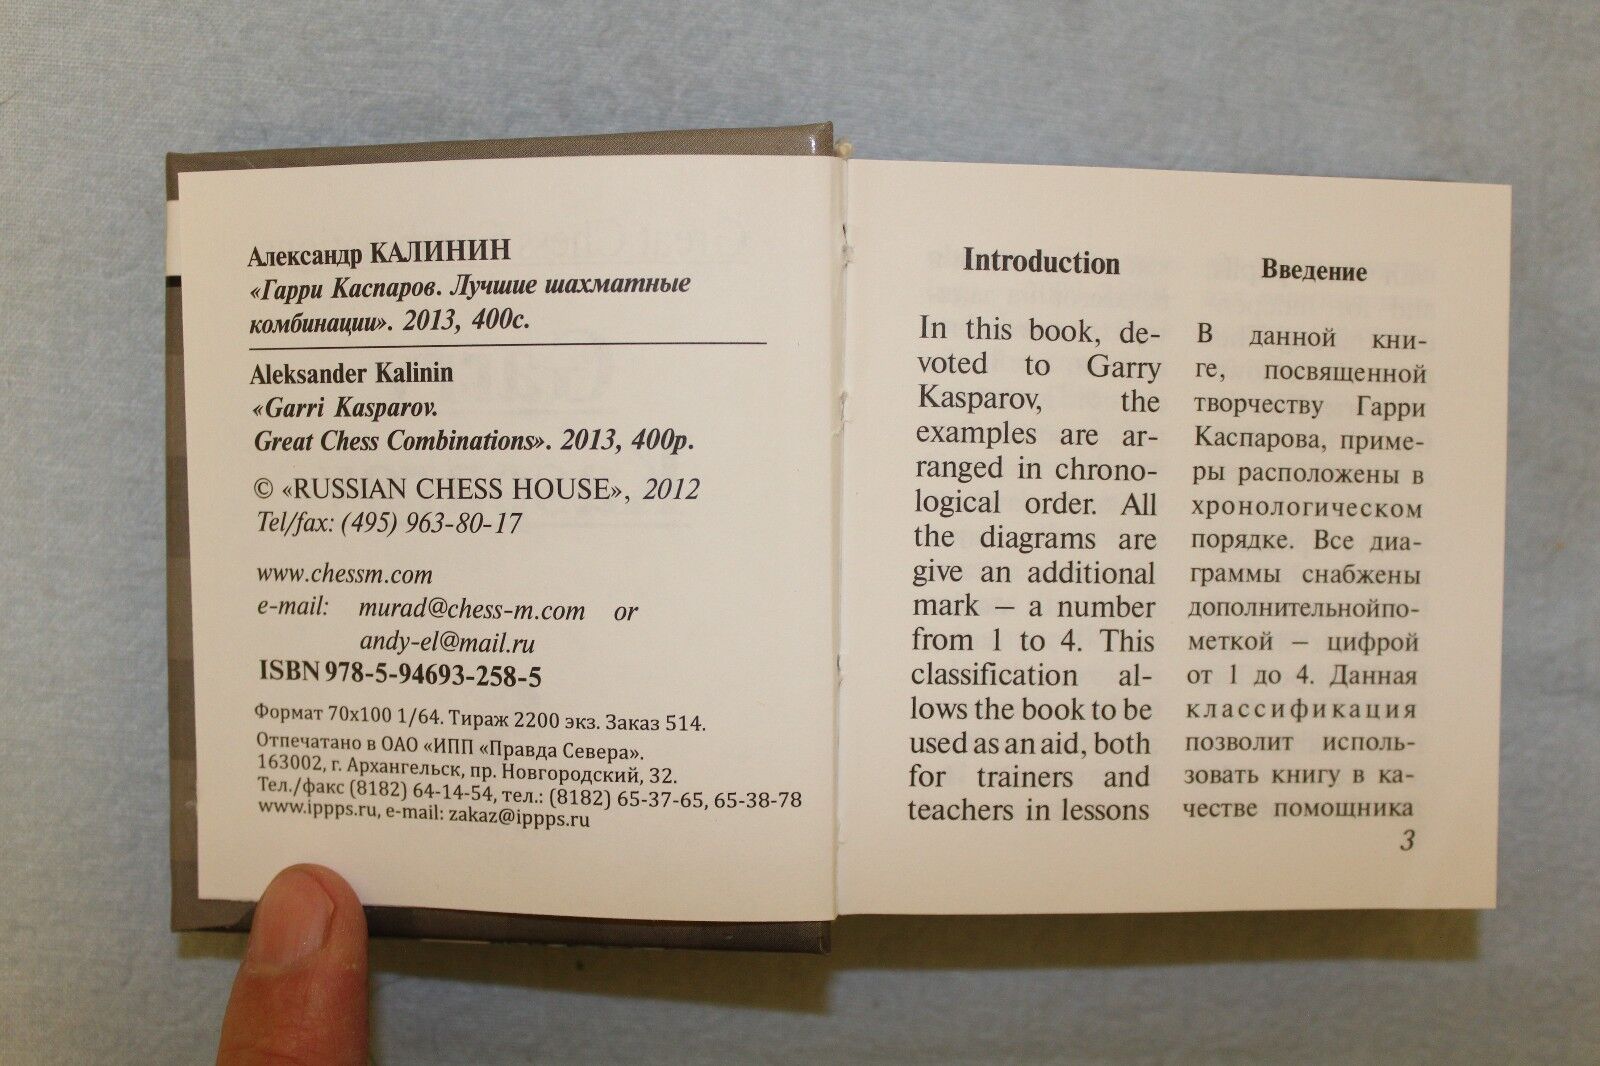 Александр КАЛИНИН
«Гарри Каспаров. Лучшие шахматные
комбинации». 2013, 400с.
Aleksander Kalinin
«Garri Kasparov.
Great Chess Combinations». 2013, 400p.
© «RUSSIAN CHESS HOUSE», 2012
Tel/fax: (495) 963-80-17
www.chessm.com
e-mail: murad@chess-m.com or
andy-el@mail.ru
ISBN 978-5-94693-258-5
Формат 70x100 1/64. Тираж 2200 экз. Заказ 514.
Отпечатано в ОАО «ИПП «Правда Севера».
163002, г. Архангельск, пр. Новгородский, 32.
Тел./факс (8182) 64-14-54, тел.: (8182) 65-37-65, 65-38-78
www.ippps.ru, e-mail: zakaz@ippps.ru
Introduction
In this book, de-
voted to Garry
Kasparov, the
examples are ar-
ranged in chrono-
logical order. All
the diagrams are
give an additional
mark – a number
from 1 to 4. This
classification al-
lows the book to be
used as an aid, both
for trainers and
teachers in lessons
Введение
В данной кни-
ге, посвященной
творчеству Гарри
Каспарова, приме-
ры расположены в
хронологическом
порядке. Все диа-
граммы снабжены
дополнительнойпо-
меткой – цифрой
от 1 до 4. Данная
классификация
позволит исполь-
зовать книгу в ка-
честве помощника
3